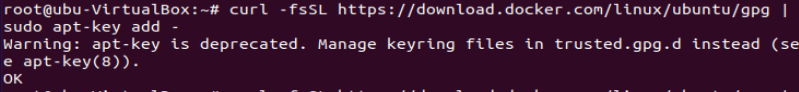 root@ubu-VirtualBox:~# curl -fsSL https://download.docker.com/linux/ubuntu/gpg |
sudo apt-key add -
Warning: apt-key is deprecated. Manage keyring files in trusted.gpg.d instead (se
e apt-key(8)).
OK